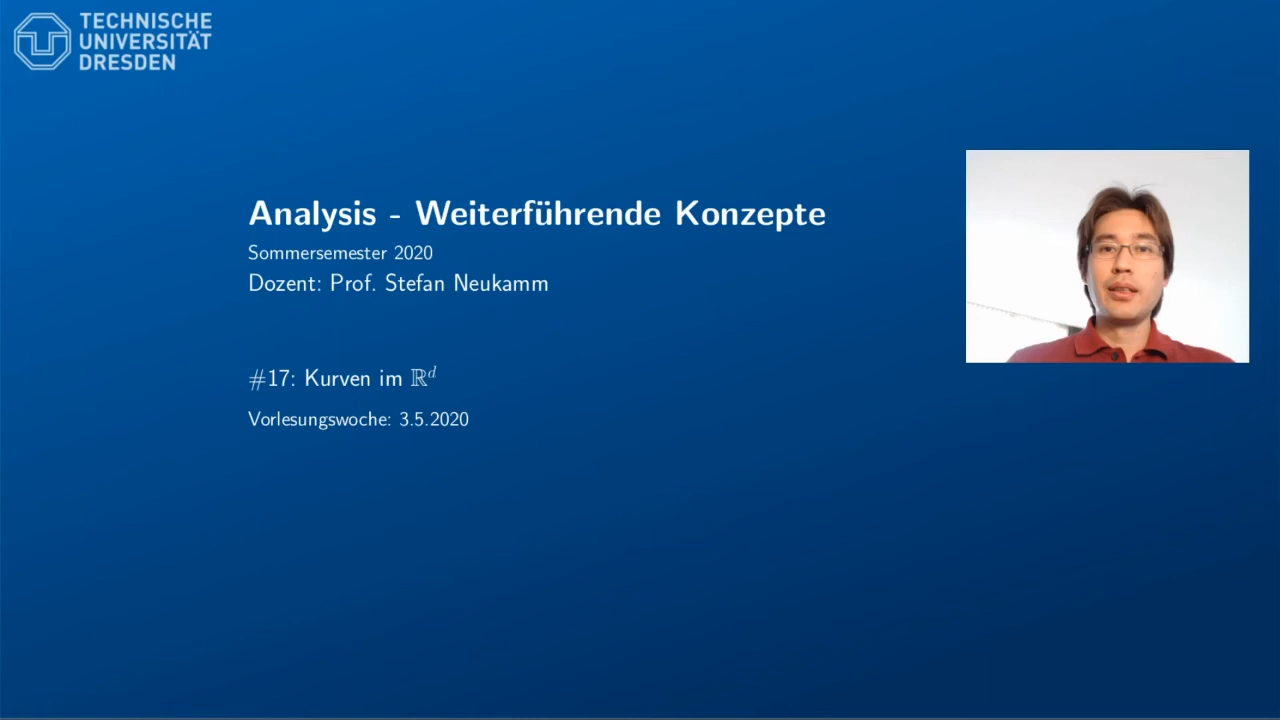 TECHNISCHE
UNIVERSITÄT
DRESDEN
Analysis - Weiterführende Konzepte
Sommersemester 2020
Dozent: Prof. Stefan Neukamm
#17: Kurven im ℝᵈ
Vorlesungswoche: 3.5.2020